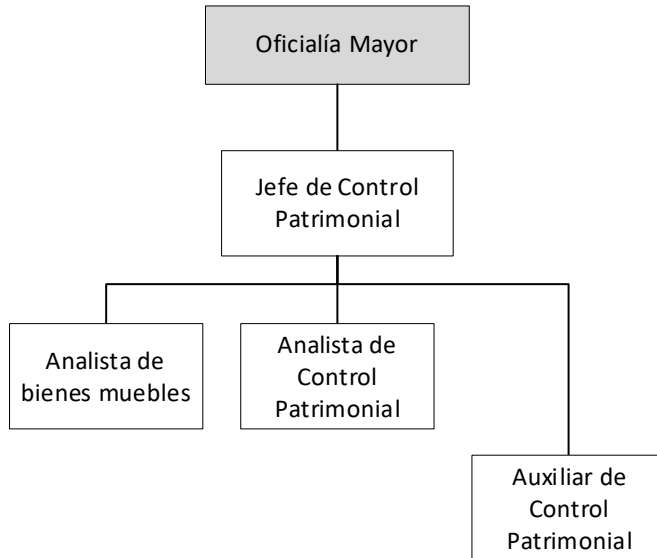 Oficialía Mayor
Jefe de Control
Patrimonial
Analista de
bienes muebles
Analista de
Control
Patrimonial
Auxiliar de
Control
Patrimonial